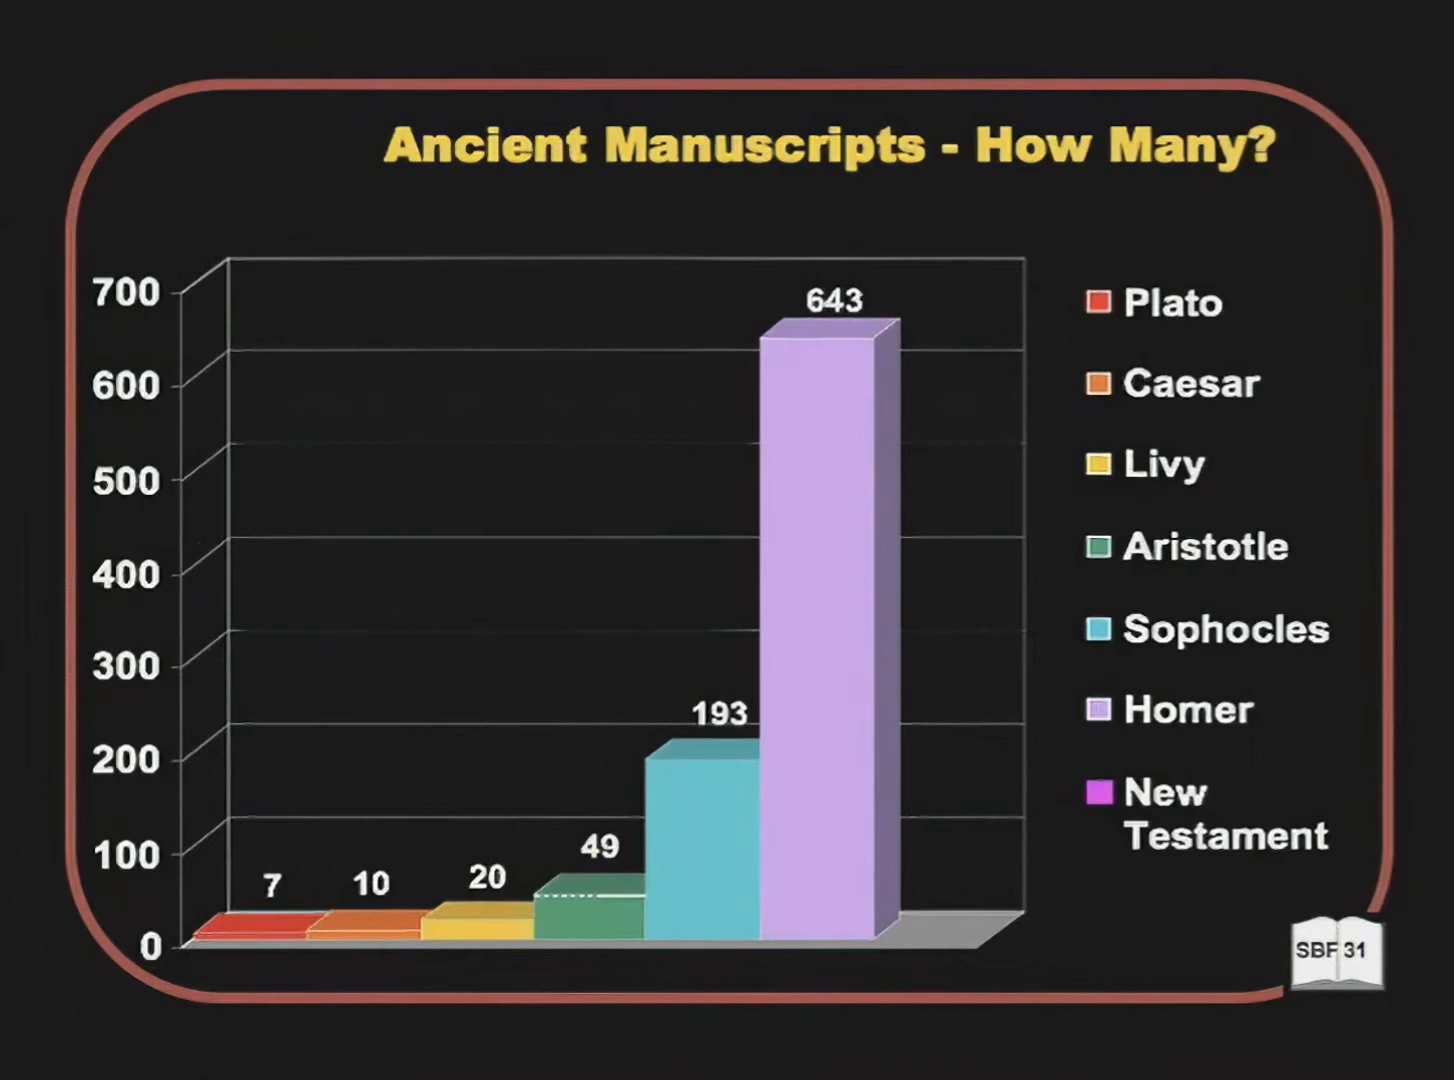 Ancient Manuscripts - How Many?
700
600
500
400
300
200
100
0
7
10
20
49
193
643
Plato
Caesar
Livy
Aristotle
Sophocles
Homer
New
Testament
SBF 31